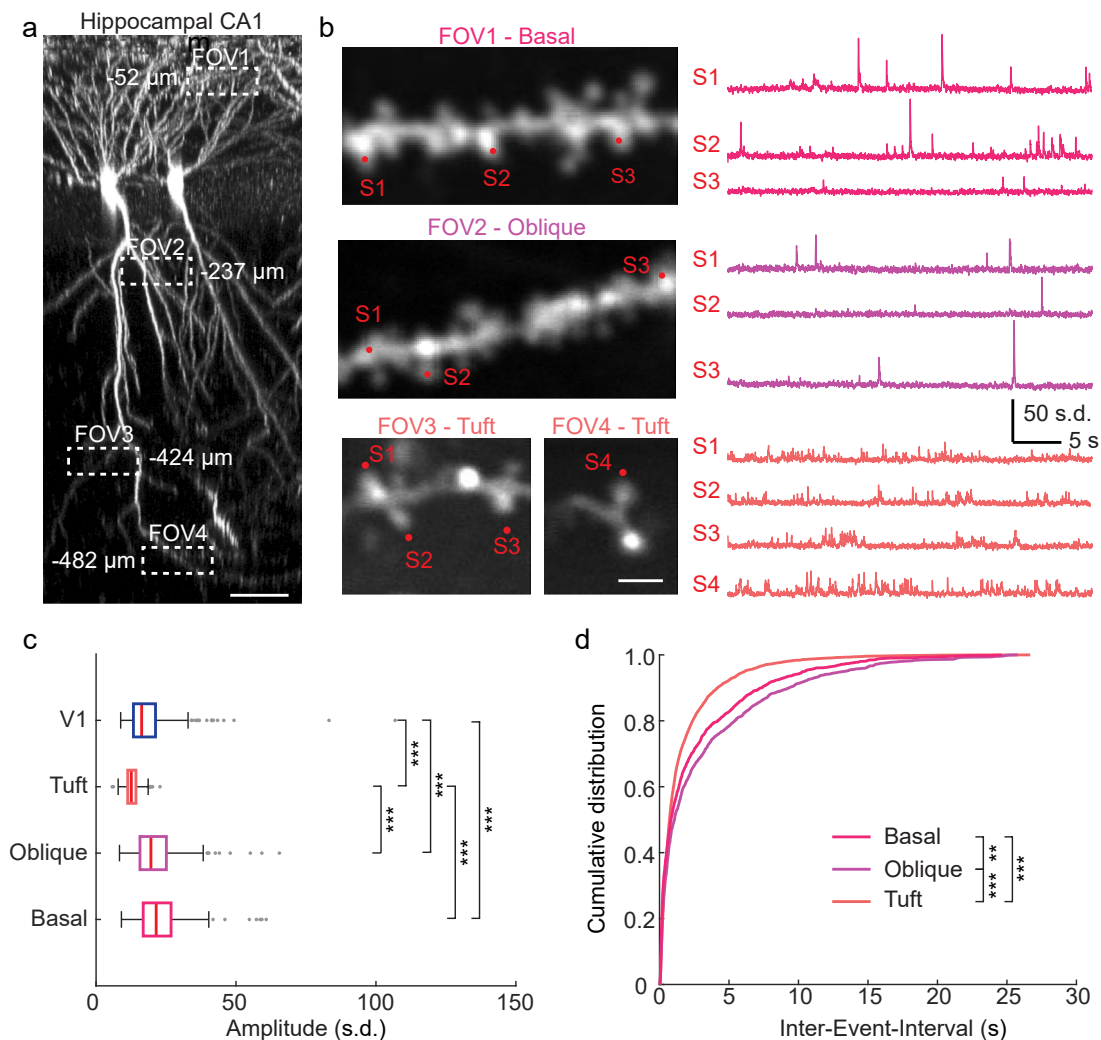 a
Hippocampal CA1
m
FOV1
-52 µm
FOV2
-237 µm
FOV3
-424 µm
FOV4
-482 µm
b
FOV1 - Basal
S1
S2
S3
S1
S2
S3
FOV2 - Oblique
S1
S2
S3
S1
S2
S3
50 s.d.
5 s
FOV3 - Tuft
FOV4 - Tuft
S1
S2
S3
S4
S1
S2
S3
S4
c
V1
Tuft
Oblique
Basal
***
***
***
***
***
0
50
100
150
Amplitude (s.d.)
d
Cumulative distribution
1.0
0.8
0.6
0.4
0.2
0
Basal
Oblique
Tuft
**
***
***
0
5
10
15
20
25
30
Inter-Event-Interval (s)